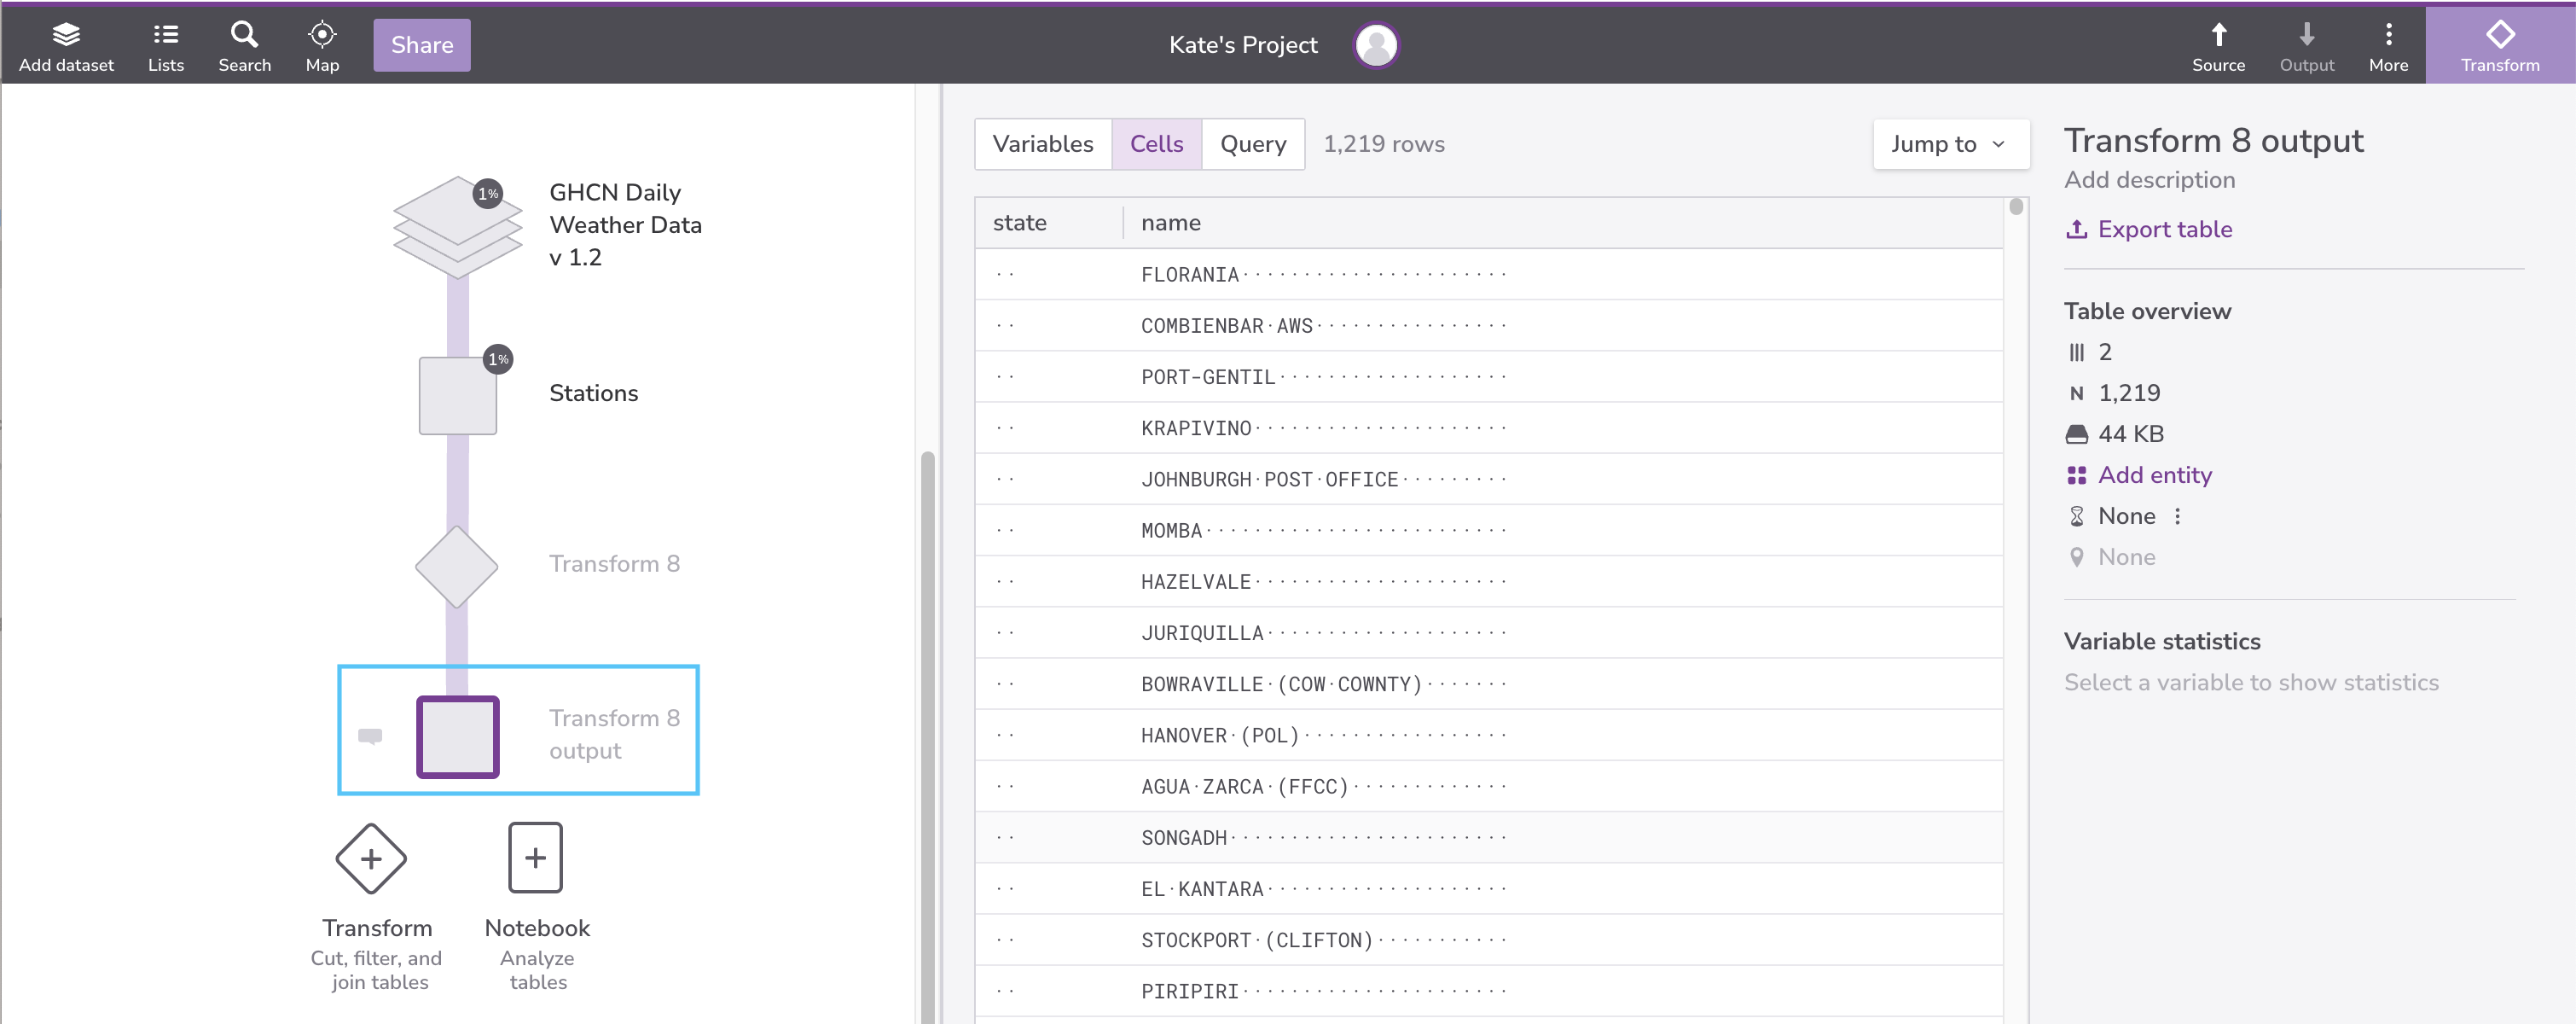 Add dataset
Lists
Search
Map
Share
Kate's Project
Source
Output
More
Transform
1%
GHCN Daily
Weather Data
v 1.2
1%
Stations
Transform 8
Transform 8
output
Transform
Cut, filter, and
join tables
Notebook
Analyze
tables
Variables
Cells
Query
1,219 rows
Jump to
state name
·· FLORANIA······················
·· COMBIENBAR·AWS················
·· PORT-GENTIL···················
·· KRAPIVINO·····················
·· JOHNBURGH·POST·OFFICE·········
·· MOMBA·························
·· HAZELVALE·····················
·· JURIQUILLA····················
·· BOWRAVILLE·(COW·COWNTY)·······
·· HANOVER·(POL)·················
·· AGUA·ZARCA·(FFCC)·············
·· SONGADH·······················
·· EL·KANTARA····················
·· STOCKPORT·(CLIFTON)···········
·· PIRIPIRI······················
Transform 8 output
Add description
Export table
Table overview
2
N 1,219
44 KB
Add entity
None
None
Variable statistics
Select a variable to show statistics